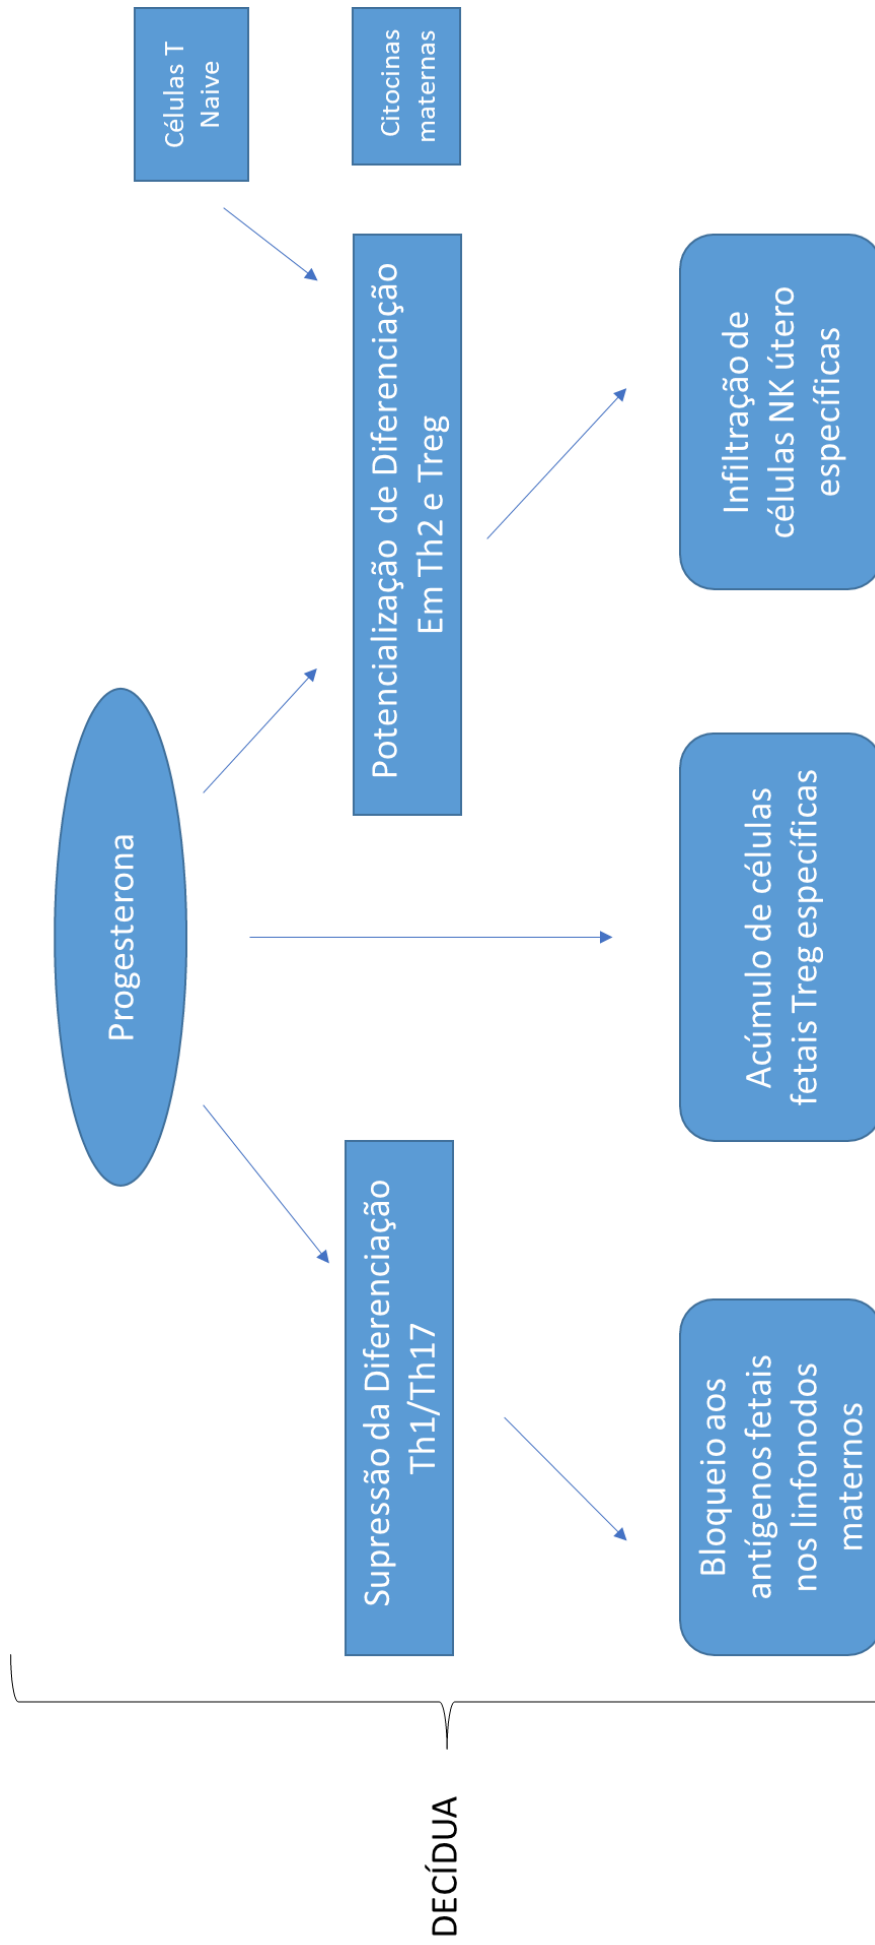 DECÍDUA
Progesterona
Células T
Naive
Supressão da Diferenciação
Th1/Th17
Potencialização de Diferenciação
Em Th2 e Treg
Citocinas
maternas
Bloqueio aos
antígenos fetais
nos linfonodos
maternos
Acúmulo de células
fetais Treg específicas
Infiltração de
células NK útero
específicas